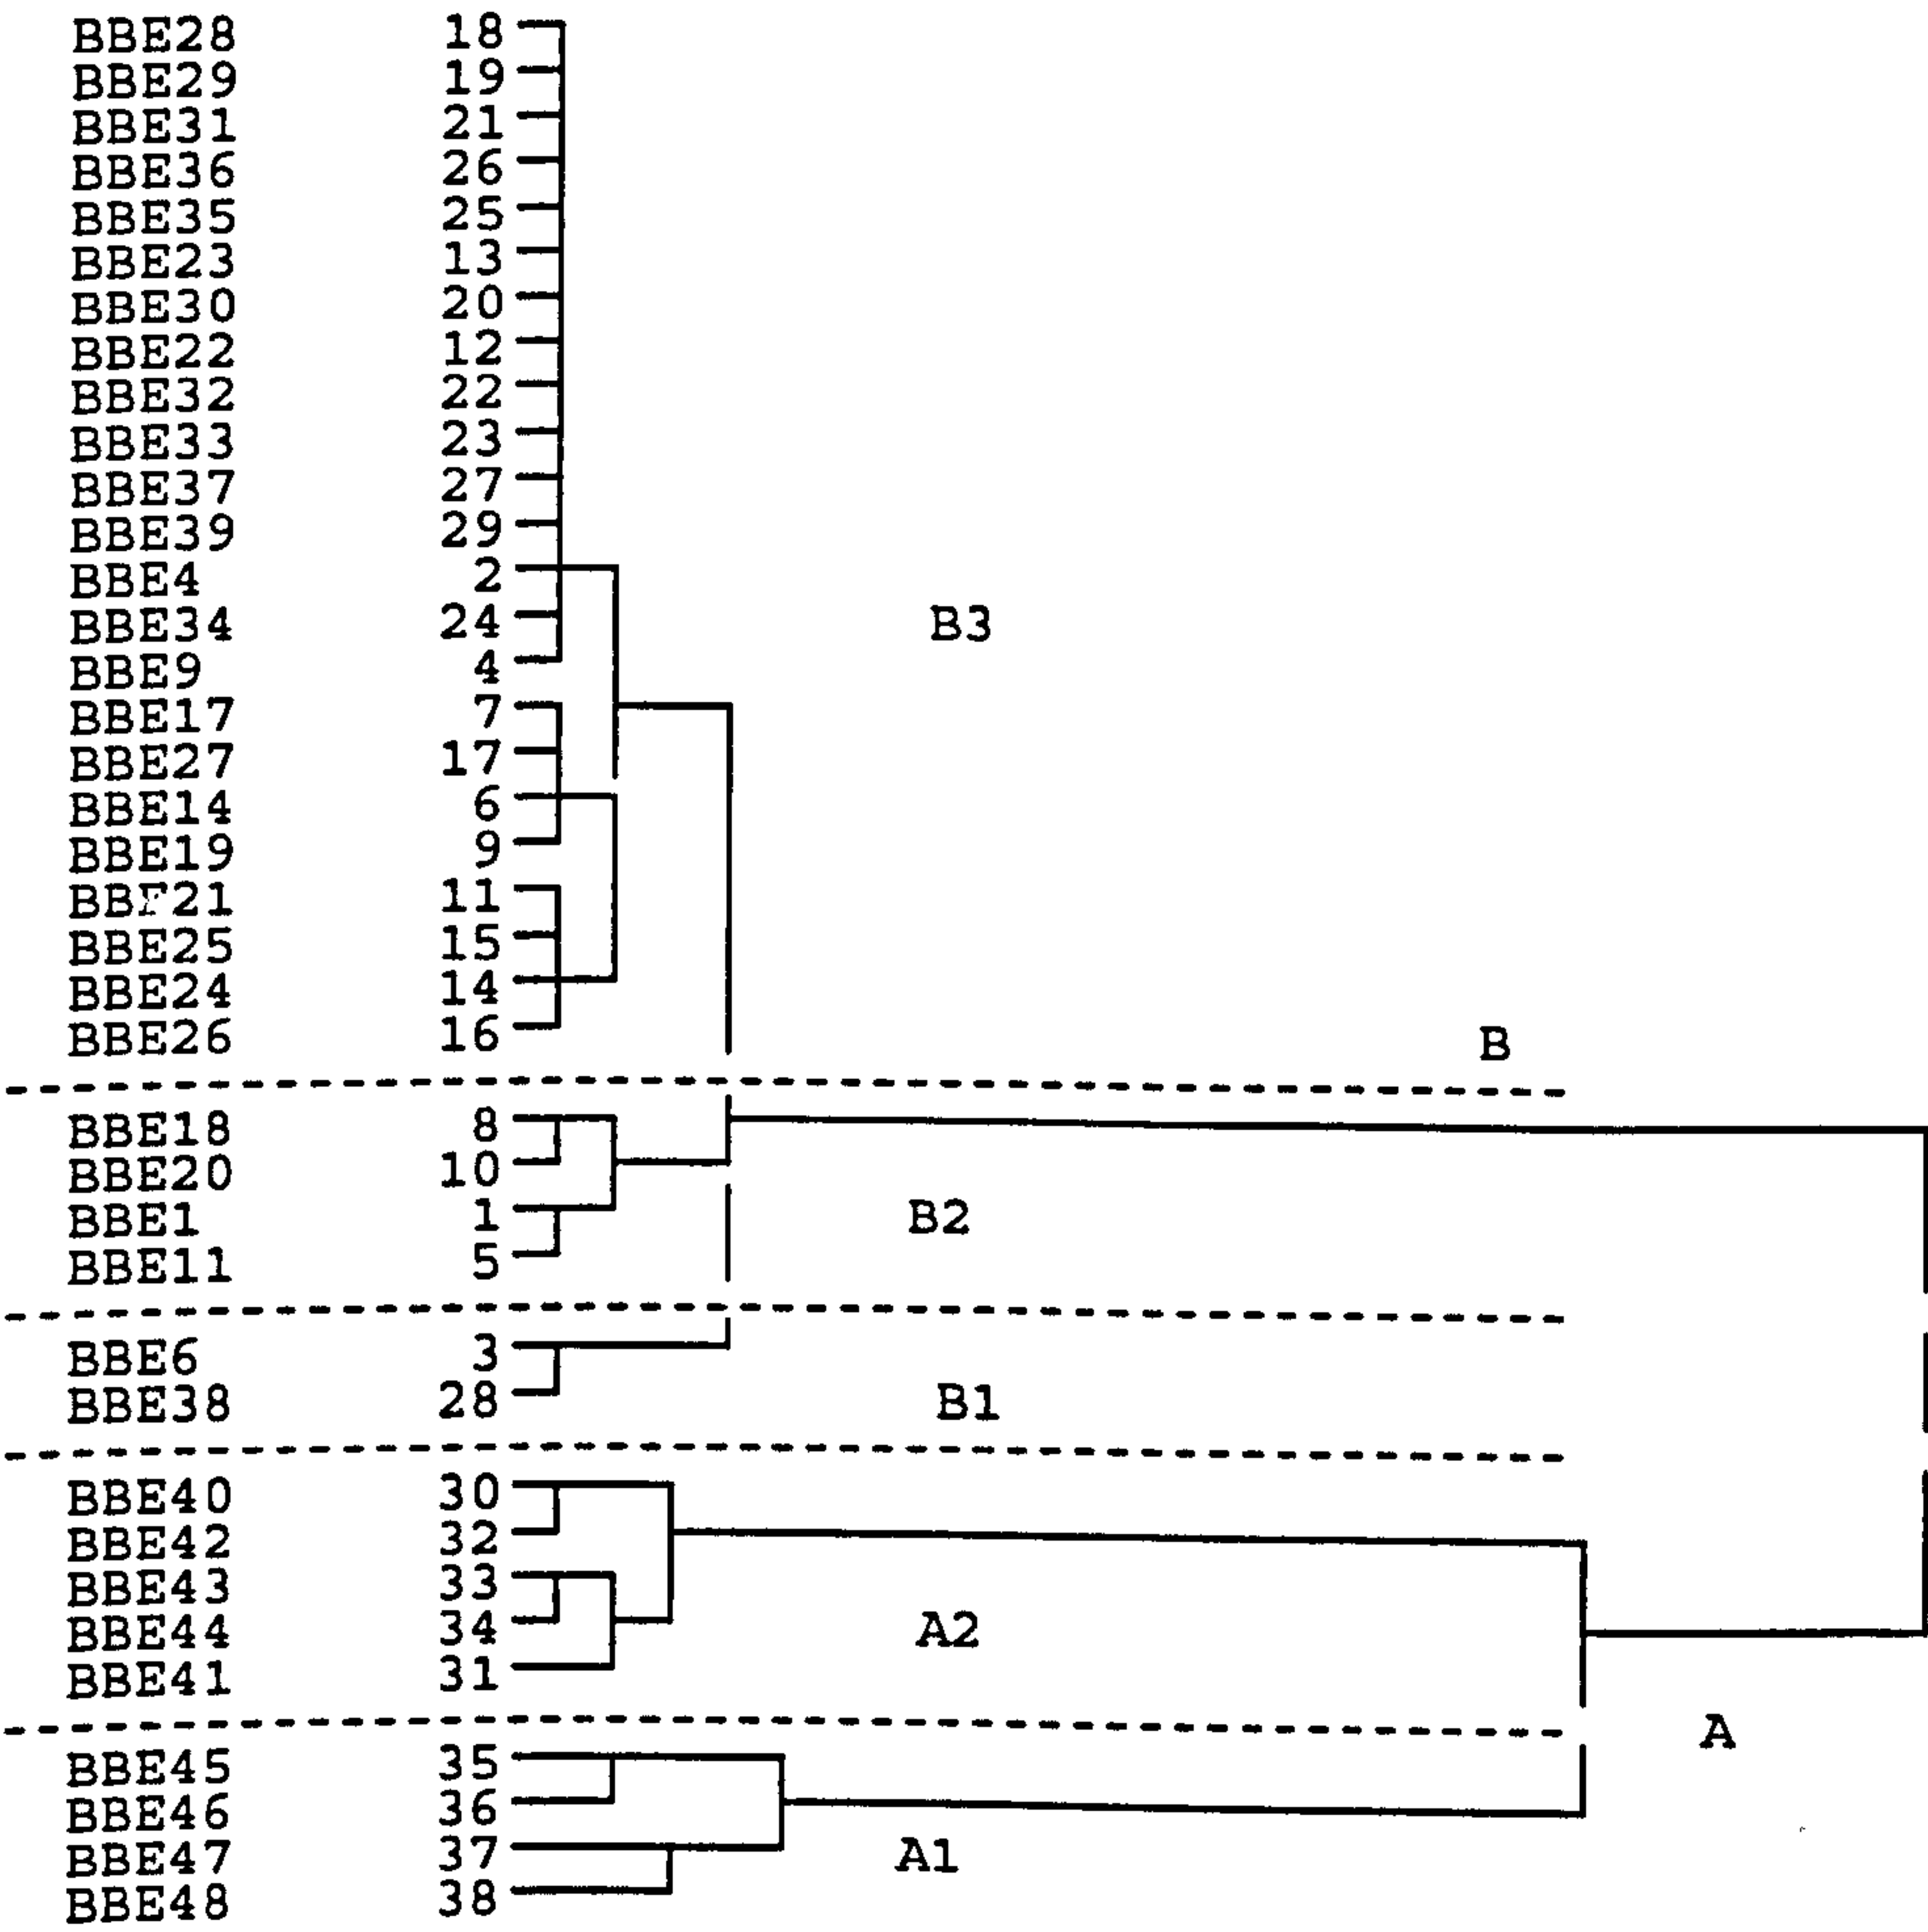 BBE28 18
BBE29 19
BBE31 21
BBE36 26
BBE35 25
BBE23 13
BBE30 20
BBE22 12
BBE32 22
BBE33 23
BBE37 27
BBE39 29
BBE4 2
BBE34 24 B3
BBE9 4
BBE17 7
BBE27 17
BBE14 6
BBE19 9
BBE21 11
BBE25 15
BBE24 14
BBE26 16
B
BBE18 8
BBE20 10
BBE1 1 B2
BBE11 5
BBE6 3
BBE38 28 B1
BBE40 30
BBE42 32
BBE43 33
BBE44 34 A2
BBE41 31
A
BBE45 35
BBE46 36
BBE47 37 A1
BBE48 38